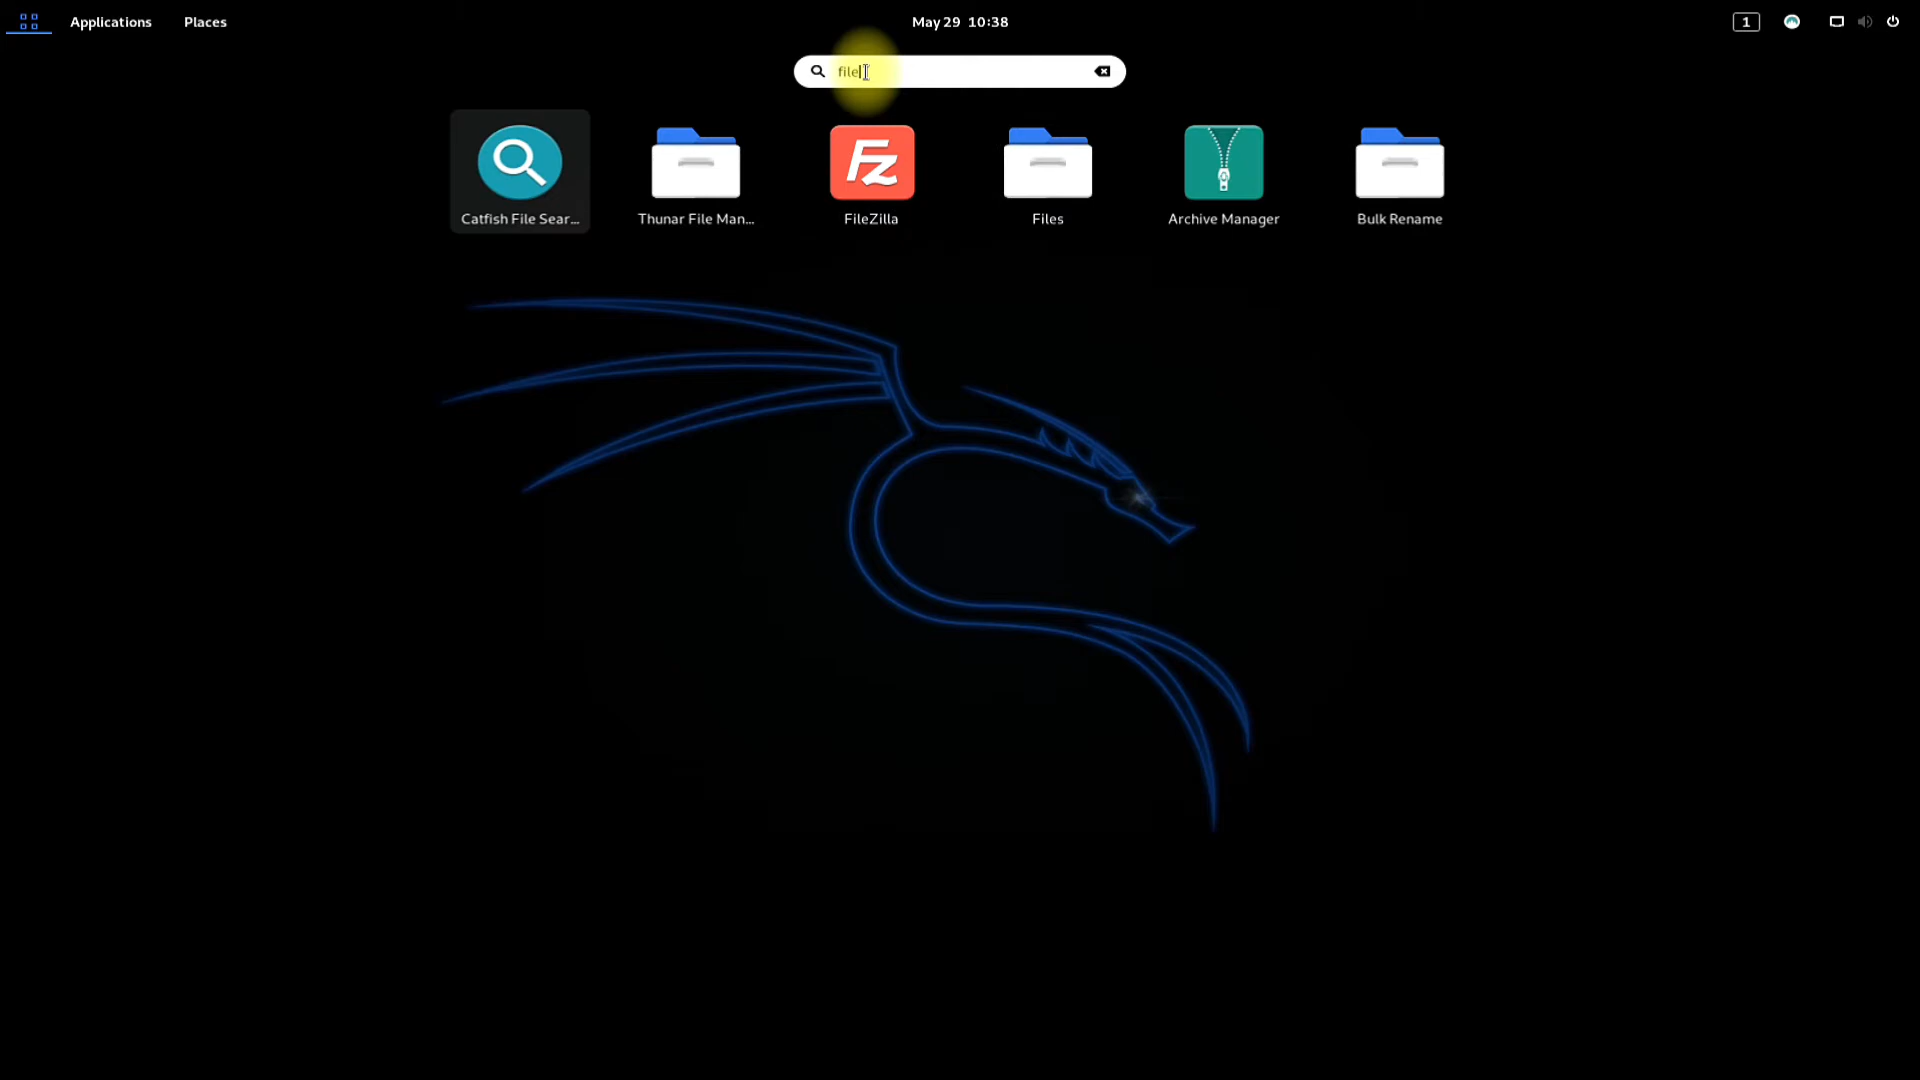 Applications Places May 29 10:38 1
file
Fz
Catfish File Sear... Thunar File Man... FileZilla Files Archive Manager Bulk Rename